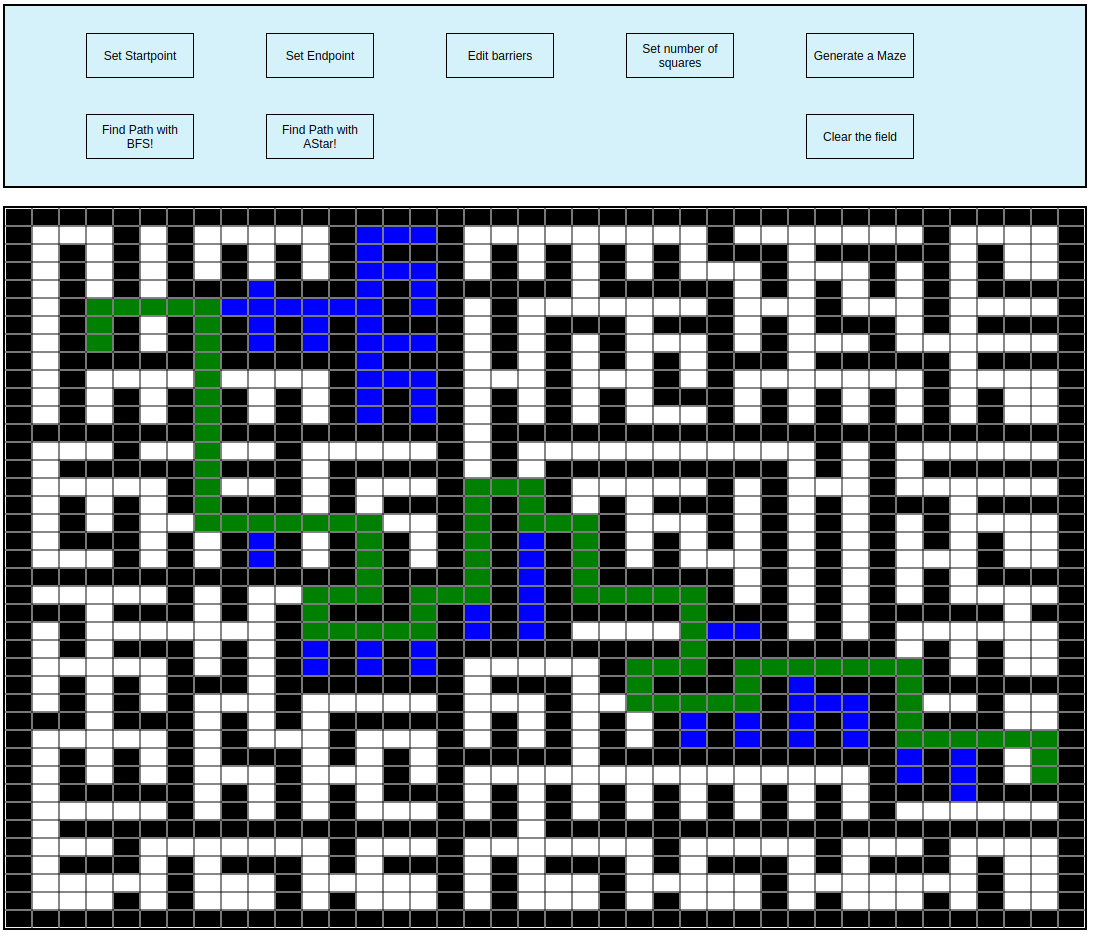 Set Startpoint
Set Endpoint
Edit barriers
Set number of
squares
Generate a Maze
Find Path with
BFS!
Find Path with
AStar!
Clear the field